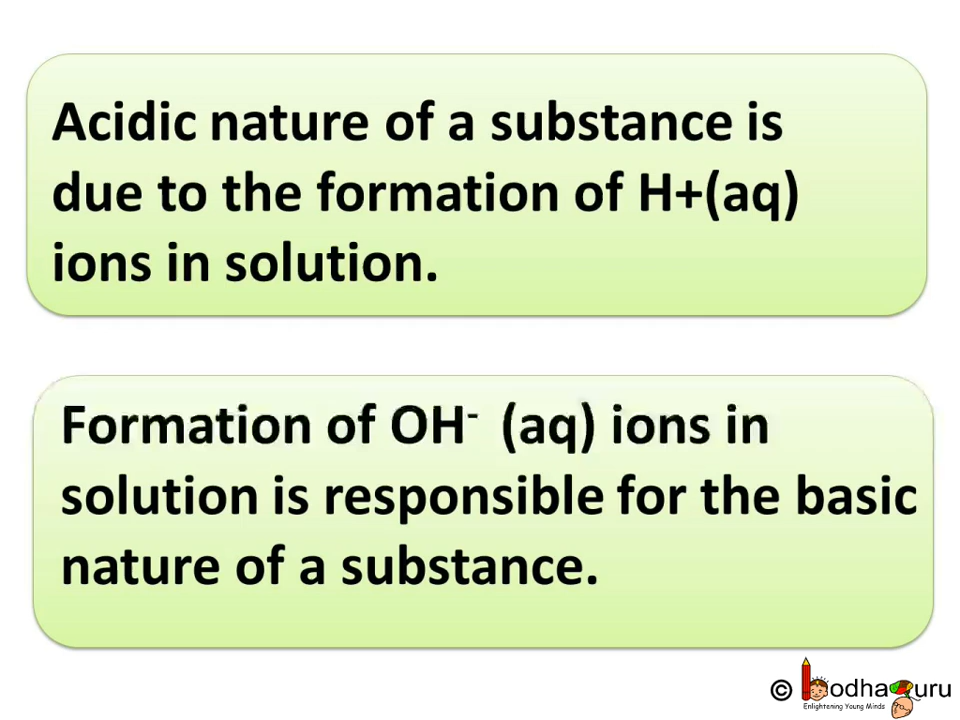 Acidic nature of a substance is
due to the formation of H+(aq)
ions in solution.
Formation of OH⁻ (aq) ions in
solution is responsible for the basic
nature of a substance.
© bodhaguru
Enlightening Young Minds